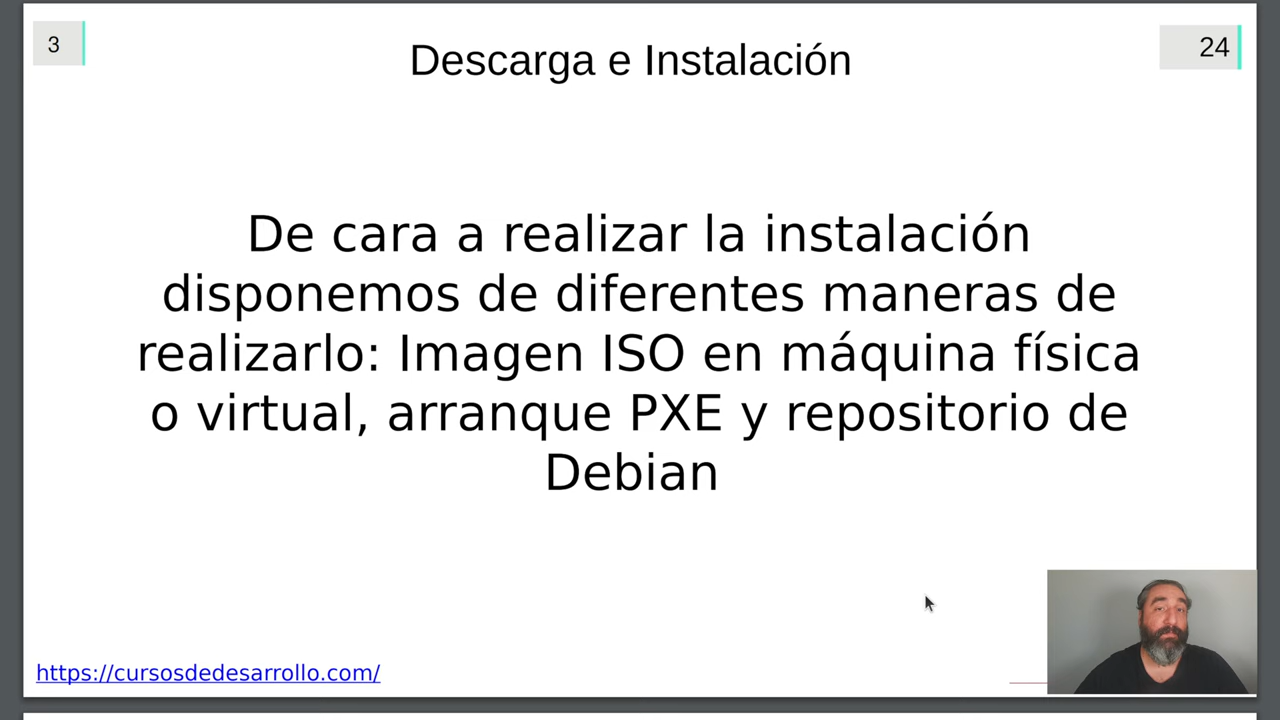 3
Descarga e Instalación
24
De cara a realizar la instalación
disponemos de diferentes maneras de
realizarlo: Imagen ISO en máquina física
o virtual, arranque PXE y repositorio de
Debian
https://cursosdedesarrollo.com/